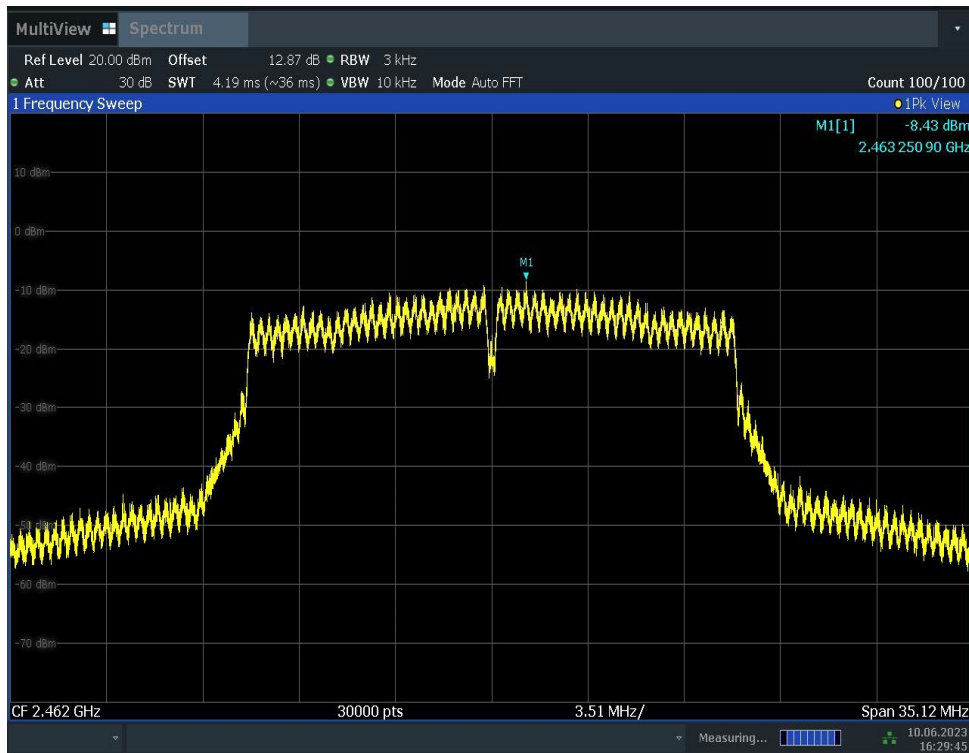 MultiView Spectrum
Ref Level 20.00 dBm Offset 12.87 dB RBW 3 kHz
Att 30 dB SWT 4.19 ms (~36 ms) VBW 10 kHz Mode Auto FFT Count 100/100
1 Frequency Sweep 1Pk View
M1[1] -8.43 dBm
2.463 250 90 GHz
10 dBm
0 dBm
M1
-10 dBm
-20 dBm
-30 dBm
-40 dBm
-50 dBm
-60 dBm
-70 dBm
CF 2.462 GHz 30000 pts 3.51 MHz/ Span 35.12 MHz
Measuring... 10.06.2023
16:29:45